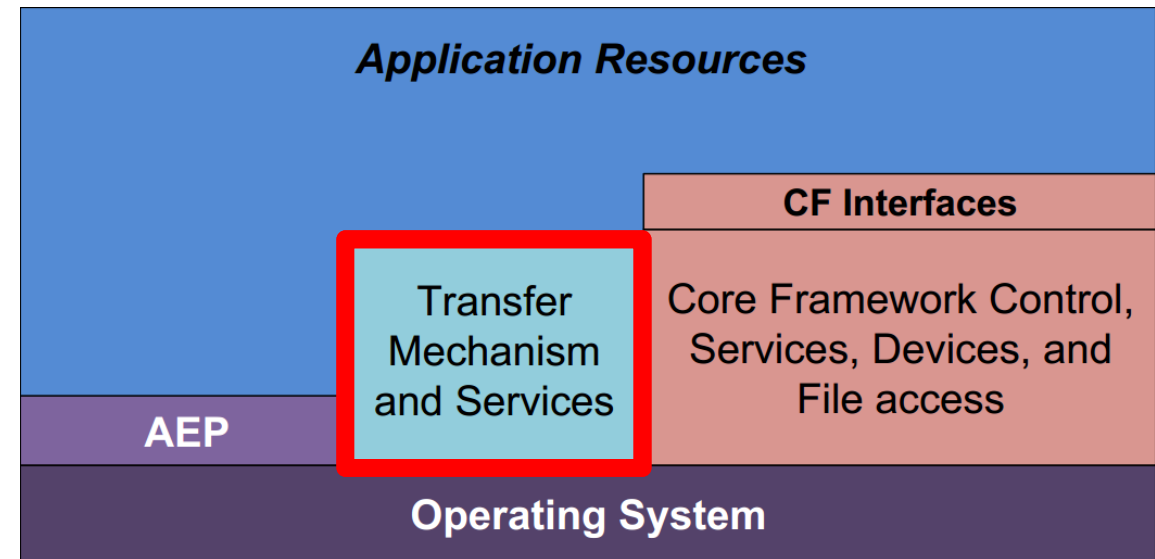 Application Resources
CF Interfaces
Transfer
Mechanism
and Services
Core Framework Control,
Services, Devices, and
File access
AEP
Operating System